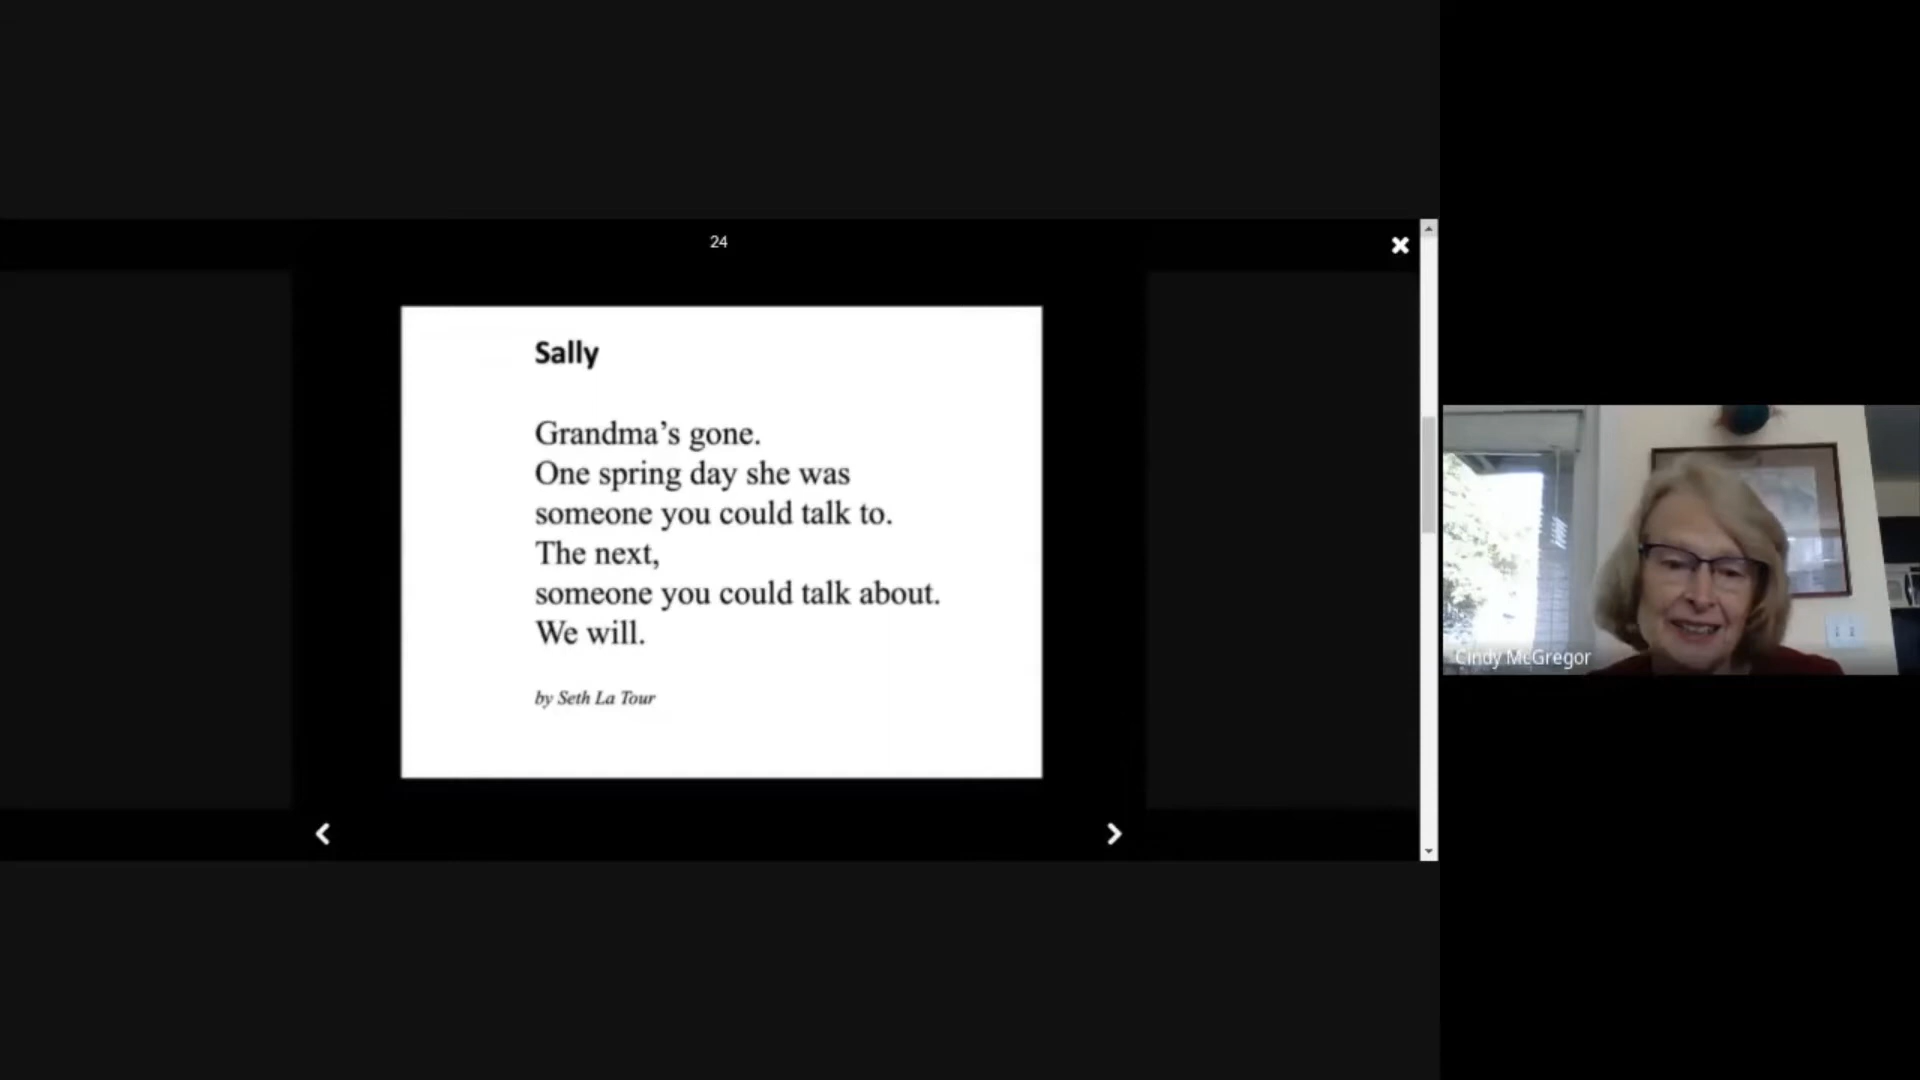 24
Sally
Grandma’s gone.
One spring day she was
someone you could talk to.
The next,
someone you could talk about.
We will.
by Seth La Tour
Cindy McGregor